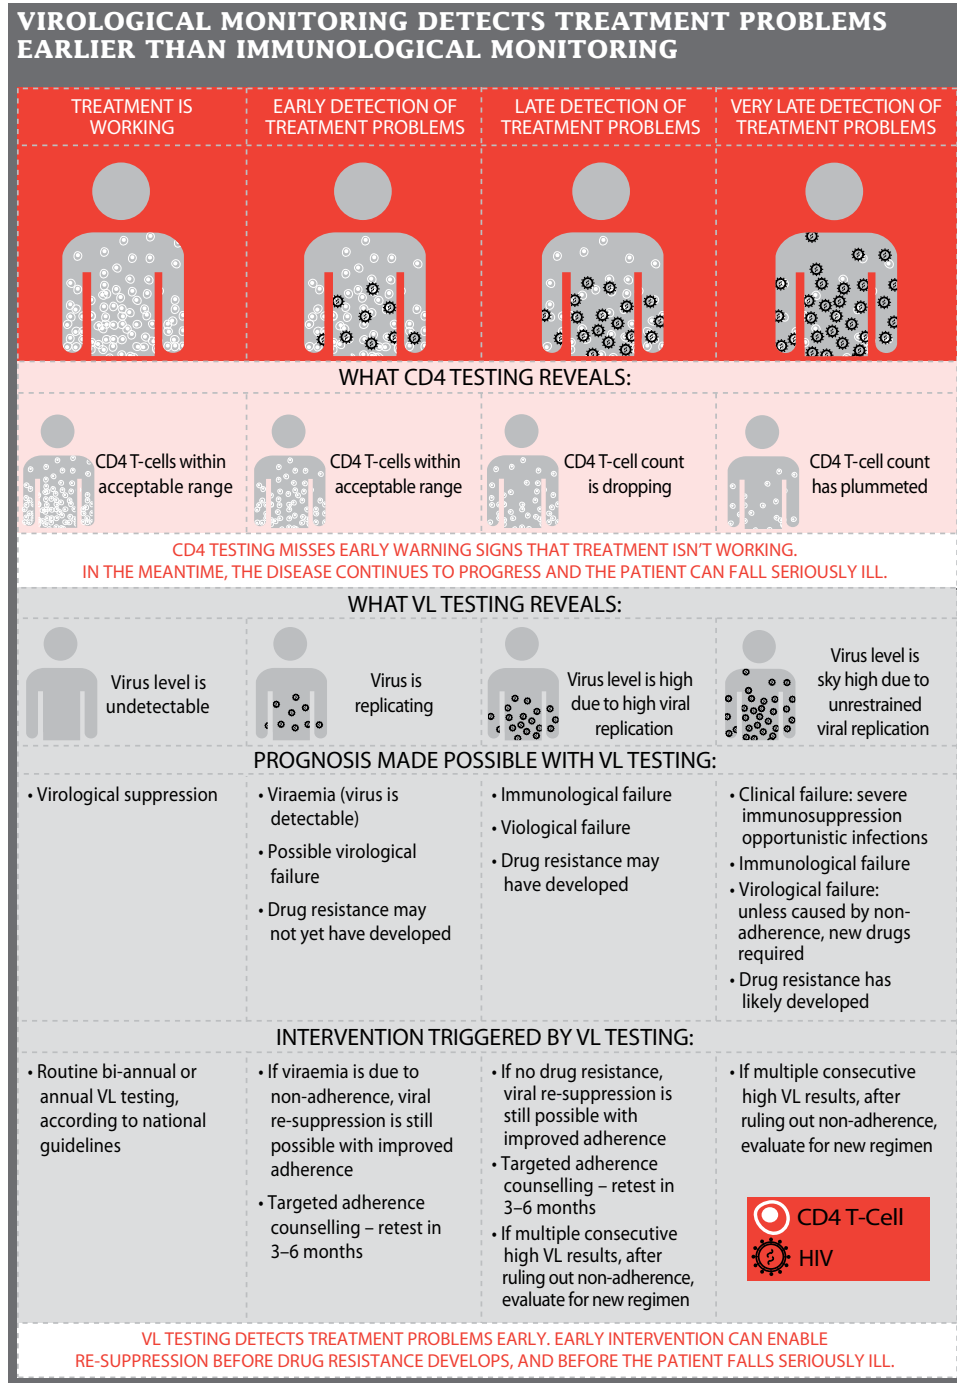 VIROLOGICAL MONITORING DETECTS TREATMENT PROBLEMS
EARLIER THAN IMMUNOLOGICAL MONITORING
TREATMENT IS
WORKING
EARLY DETECTION OF
TREATMENT PROBLEMS
LATE DETECTION OF
TREATMENT PROBLEMS
VERY LATE DETECTION OF
TREATMENT PROBLEMS
WHAT CD4 TESTING REVEALS:
CD4 T-cells within
acceptable range
CD4 T-cells within
acceptable range
CD4 T-cell count
is dropping
CD4 T-cell count
has plummeted
CD4 TESTING MISSES EARLY WARNING SIGNS THAT TREATMENT ISN'T WORKING.
IN THE MEANTIME, THE DISEASE CONTINUES TO PROGRESS AND THE PATIENT CAN FALL SERIOUSLY ILL.
WHAT VL TESTING REVEALS:
Virus level is
undetectable
Virus is
replicating
Virus level is high
due to high viral
replication
Virus level is
sky high due to
unrestrained
viral replication
PROGNOSIS MADE POSSIBLE WITH VL TESTING:
• Virological suppression
• Viraemia (virus is
detectable)
• Possible virological
failure
• Drug resistance may
not yet have developed
• Immunological failure
• Viological failure
• Drug resistance may
have developed
• Clinical failure: severe
immunosuppression
opportunistic infections
• Immunological failure
• Virological failure:
unless caused by non-
adherence, new drugs
required
• Drug resistance has
likely developed
INTERVENTION TRIGGERED BY VL TESTING:
• Routine bi-annual or
annual VL testing,
according to national
guidelines
• If viraemia is due to
non-adherence, viral
re-suppression is still
possible with improved
adherence
• Targeted adherence
counselling – retest in
3–6 months
• If no drug resistance,
viral re-suppression is
still possible with
improved adherence
• Targeted adherence
counselling – retest in
3–6 months
• If multiple consecutive
high VL results, after
ruling out non-adherence,
evaluate for new regimen
• If multiple consecutive
high VL results, after
ruling out non-adherence,
evaluate for new regimen
CD4 T-Cell
HIV
VL TESTING DETECTS TREATMENT PROBLEMS EARLY. EARLY INTERVENTION CAN ENABLE
RE-SUPPRESSION BEFORE DRUG RESISTANCE DEVELOPS, AND BEFORE THE PATIENT FALLS SERIOUSLY ILL.